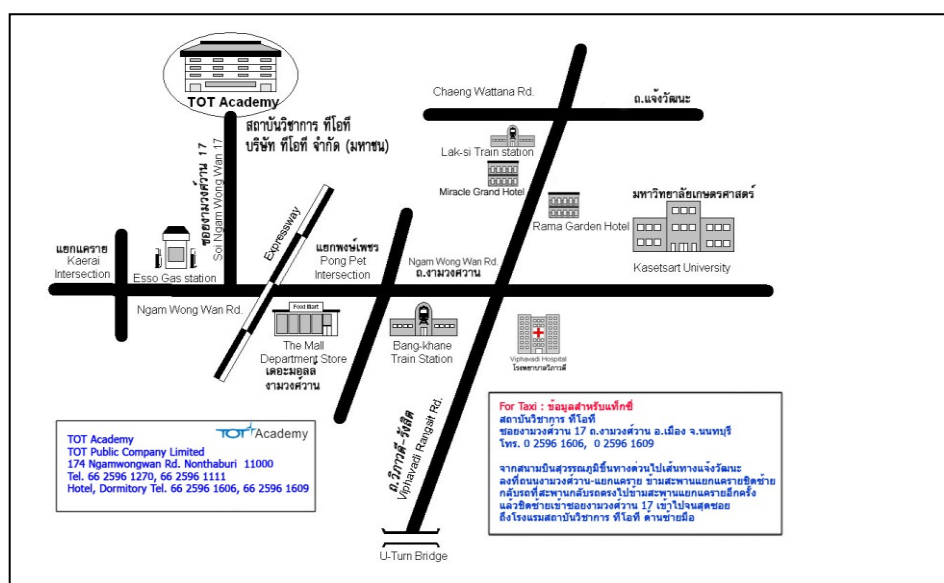 TOT Academy
สถาบันวิชาการ ทีโอที
บริษัท ทีโอที จำกัด (มหาชน)
ซอยงามวงศ์วาน 17
Soi Ngam Wong Wan 17
Chaeng Wattana Rd.
ถ.แจ้งวัฒนะ
Lak-si Train station
Miracle Grand Hotel
Rama Garden Hotel
มหาวิทยาลัยเกษตรศาสตร์
Kasetsart University
แยกแคราย
Kaerai
Intersection
Esso Gas station
Expressway
แยกพงษ์เพชร
Pong Pet
Intersection
Ngam Wong Wan Rd.
ถ.งามวงศ์วาน
Ngam Wong Wan Rd.
Food Mart
The Mall
Department Store
เดอะมอลล์
งามวงศ์วาน
Bang-khane
Train Station
Viphavadi Hospital
โรงพยาบาลวิภาวดี
ถ.วิภาวดี-รังสิต
Viphavadi Rangsit Rd.
U-Turn Bridge
TOT Academy
TOT Academy
TOT Public Company Limited
174 Ngamwongwan Rd. Nonthaburi 11000
Tel. 66 2596 1270, 66 2596 1111
Hotel, Dormitory Tel. 66 2596 1606, 66 2596 1609
For Taxi : ข้อมูลสำหรับแท็กซี่
สถาบันวิชาการ ทีโอที
ซอยงามวงศ์วาน 17 ถ.งามวงศ์วาน อ.เมือง จ.นนทบุรี
โทร. 0 2596 1606, 0 2596 1609
จากสนามบินสุวรรณภูมิขึ้นทางด่วนไปเส้นทางแจ้งวัฒนะ
ลงที่ถนนงามวงศ์วาน-แยกแคราย ข้ามสะพานแยกแครายชิดซ้าย
กลับรถที่สะพานกลับรถตรงไปข้ามสะพานแยกแครายอีกครั้ง
แล้วชิดซ้ายเข้าซอยงามวงศ์วาน 17 เข้าไปจนสุดซอย
ถึงโรงแรมสถาบันวิชาการ ทีโอที ด้านซ้ายมือ